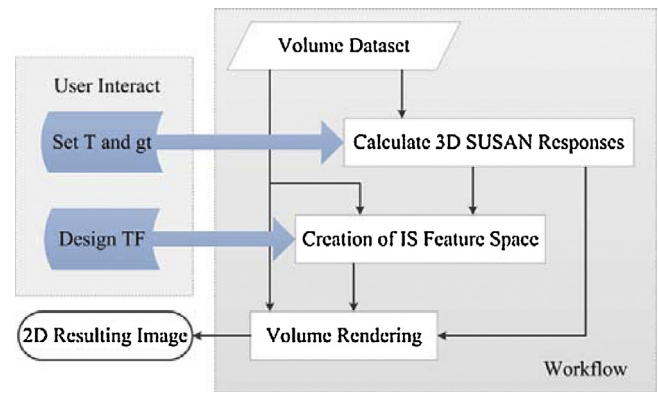 Volume Dataset
User Interact
Set T and gt
Calculate 3D SUSAN Responses
Design TF
Creation of IS Feature Space
2D Resulting Image
Volume Rendering
Workflow